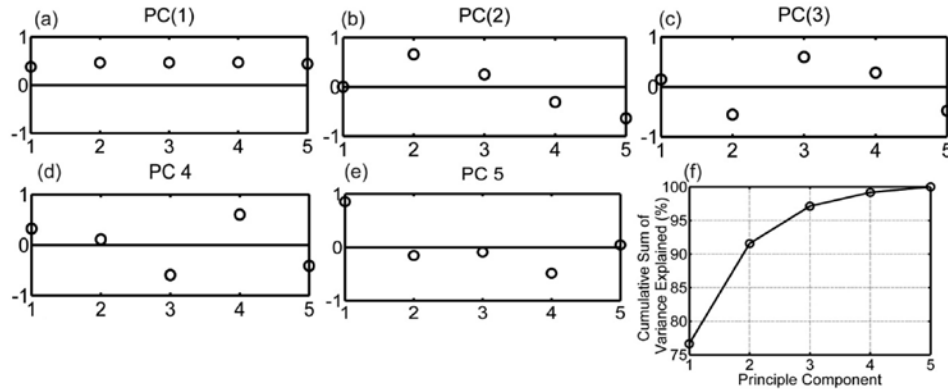 (a) PC(1)
1
0
-1
1 2 3 4 5
(b) PC(2)
1
0
-1
1 2 3 4 5
(c) PC(3)
1
0
-1
1 2 3 4 5
(d) PC 4
1
0
-1
1 2 3 4 5
(e) PC 5
1
0
-1
1 2 3 4 5
(f)
Cumulative Sum of
Variance Explained (%)
100
95
90
85
80
75
1 2 3 4 5
Principle Component